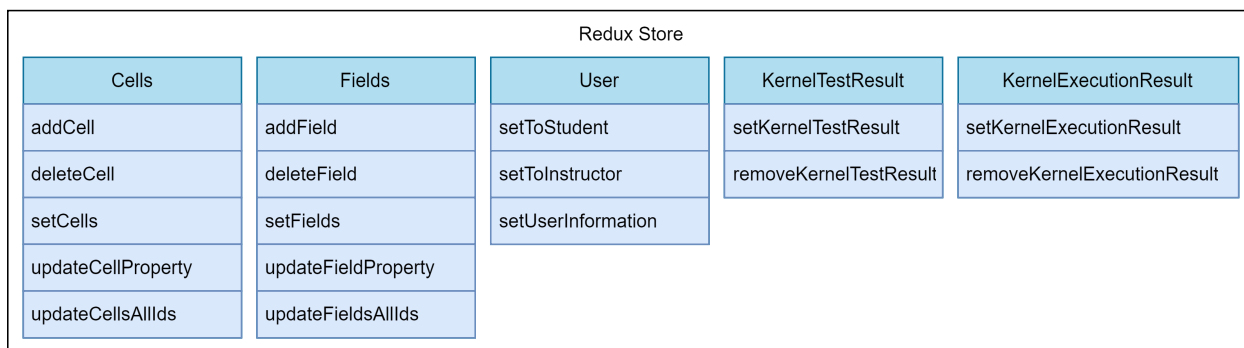 Redux Store
Cells
addCell
deleteCell
setCells
updateCellProperty
updateCellsAllIds
Fields
addField
deleteField
setFields
updateFieldProperty
updateFieldsAllIds
User
setToStudent
setToInstructor
setUserInformation
KernelTestResult
setKernelTestResult
removeKernelTestResult
KernelExecutionResult
setKernelExecutionResult
removeKernelExecutionResult